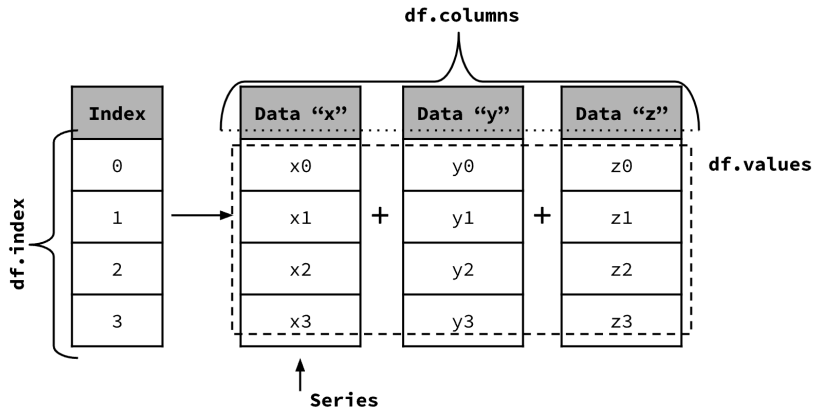 df.columns
Index Data “x” Data “y” Data “z”
0 x0 y0 z0
df.values
1 x1 + y1 + z1
df.index
2 x2 y2 z2
3 x3 y3 z3
Series